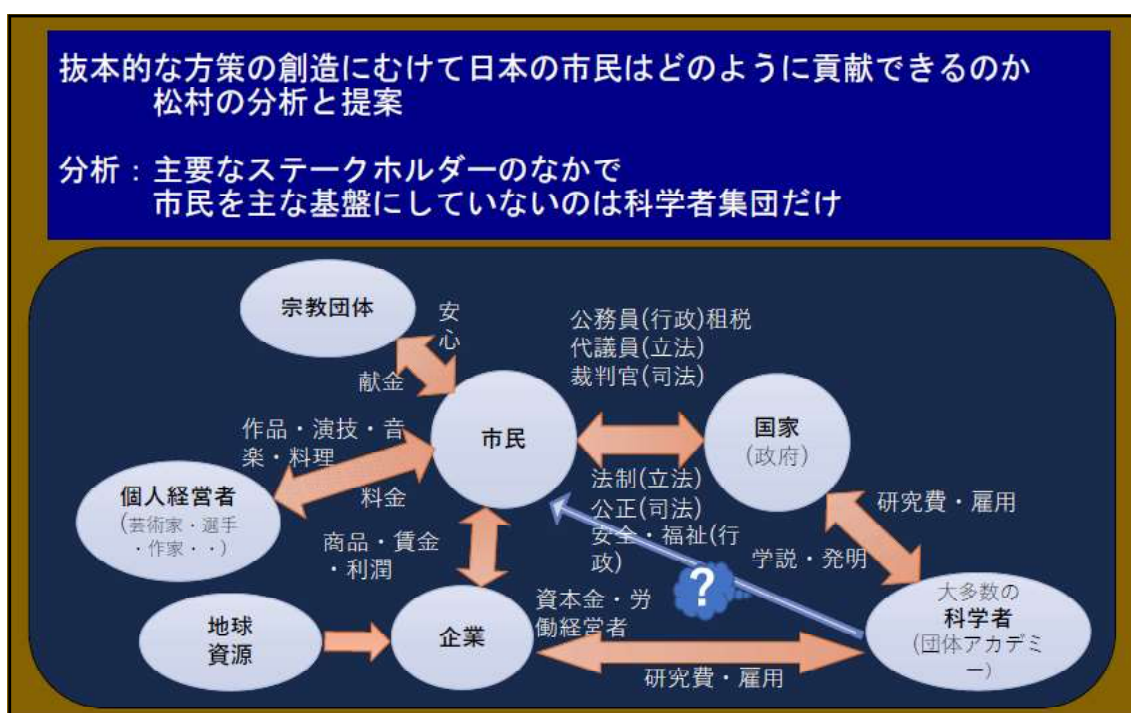 抜本的な方策の創造にむけて日本の市民はどのように貢献できるのか
松村の分析と提案
分析：主要なステークホルダーのなかで
市民を主な基盤にしていないのは科学者集団だけ
宗教団体
安
心
献金
公務員(行政)租税
代議員(立法)
裁判官(司法)
市民
国家
(政府)
作品・演技・音
楽・料理
料金
個人経営者
(芸術家・選手
・作家・・)
法制(立法)
公正(司法)
安全・福祉(行
政)
研究費・雇用
学説・発明
商品・賃金
・利潤
?
地球
資源
企業
資本金・労
働経営者
研究費・雇用
大多数の
科学者
(団体アカデミ
ー)